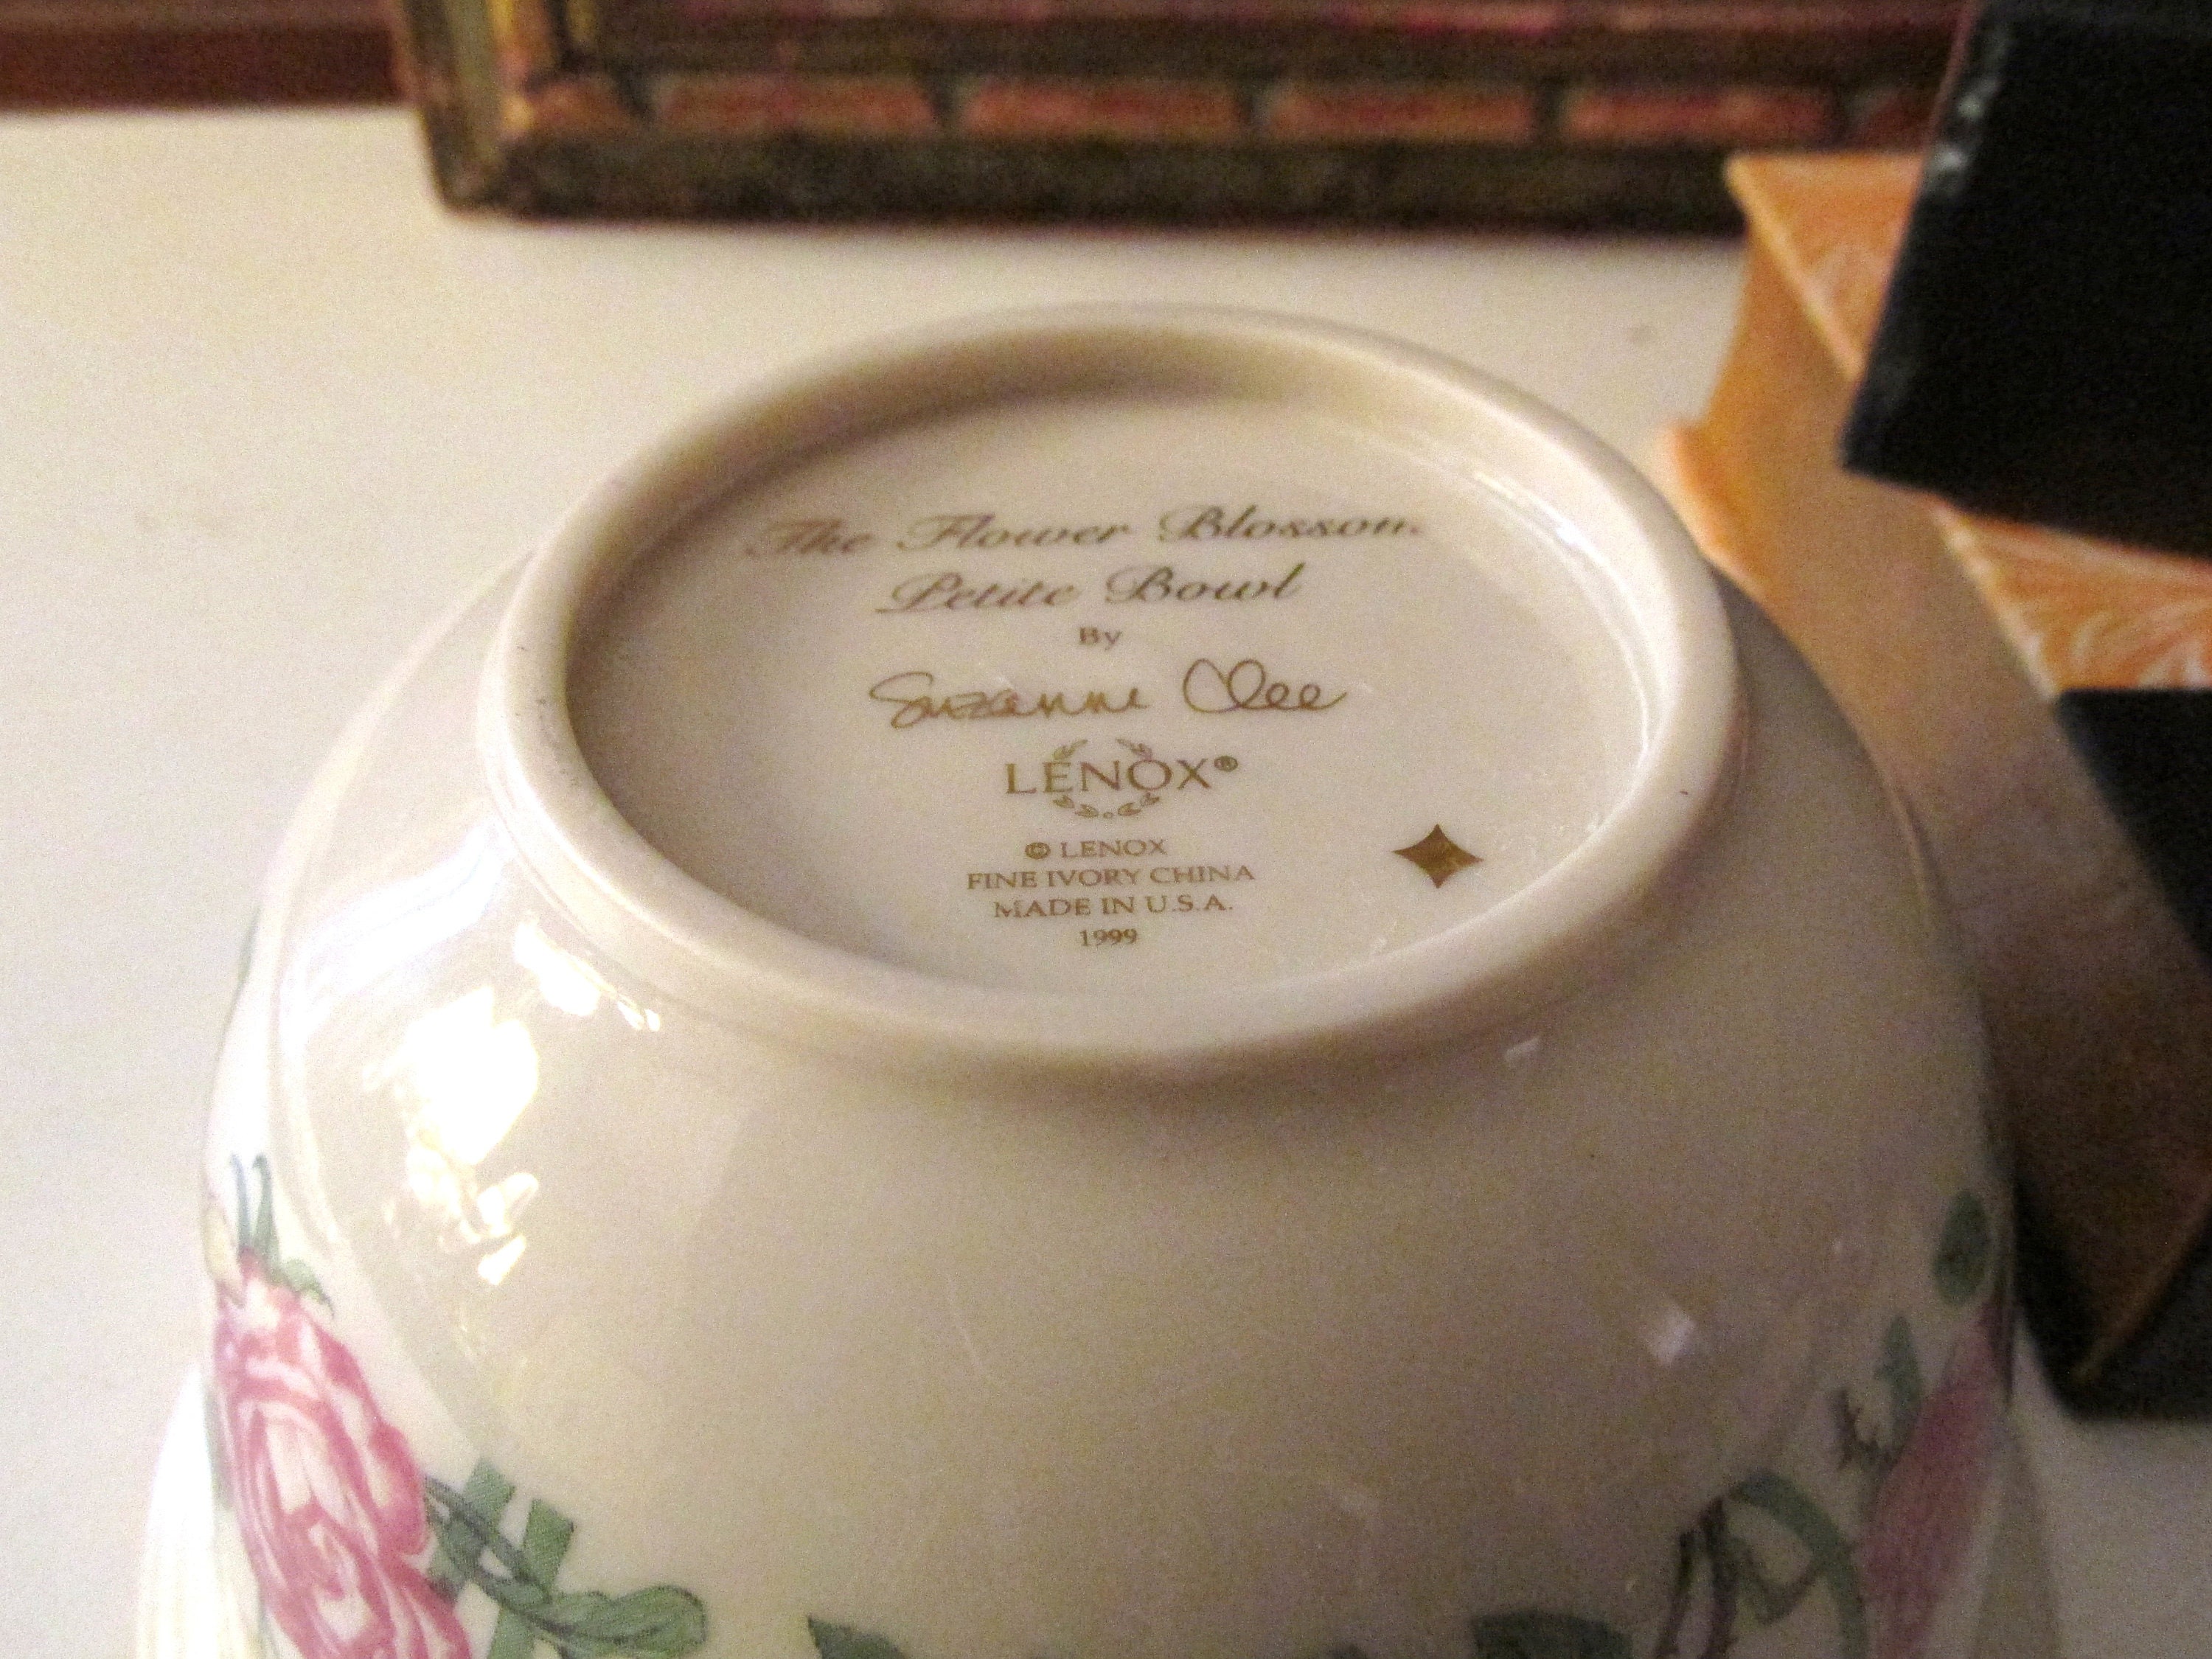 The Flower Blossom
Petite Bowl
By
Suzanne Clee
LENOX®
© LENOX
FINE IVORY CHINA
MADE IN U.S.A.
1999